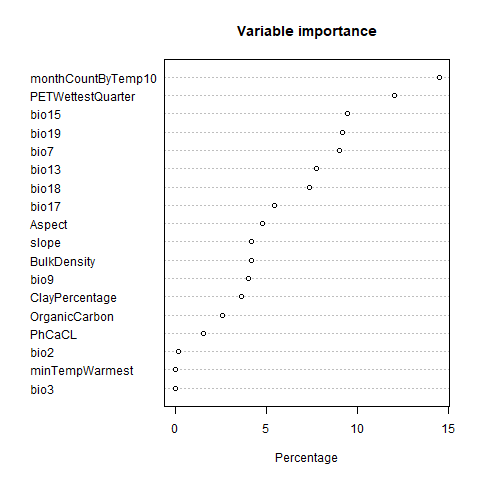 Variable importance
monthCountByTemp10
PETWettestQuarter
bio15
bio19
bio7
bio13
bio18
bio17
Aspect
slope
BulkDensity
bio9
ClayPercentage
OrganicCarbon
PhCaCL
bio2
minTempWarmest
bio3
0 5 10 15
Percentage